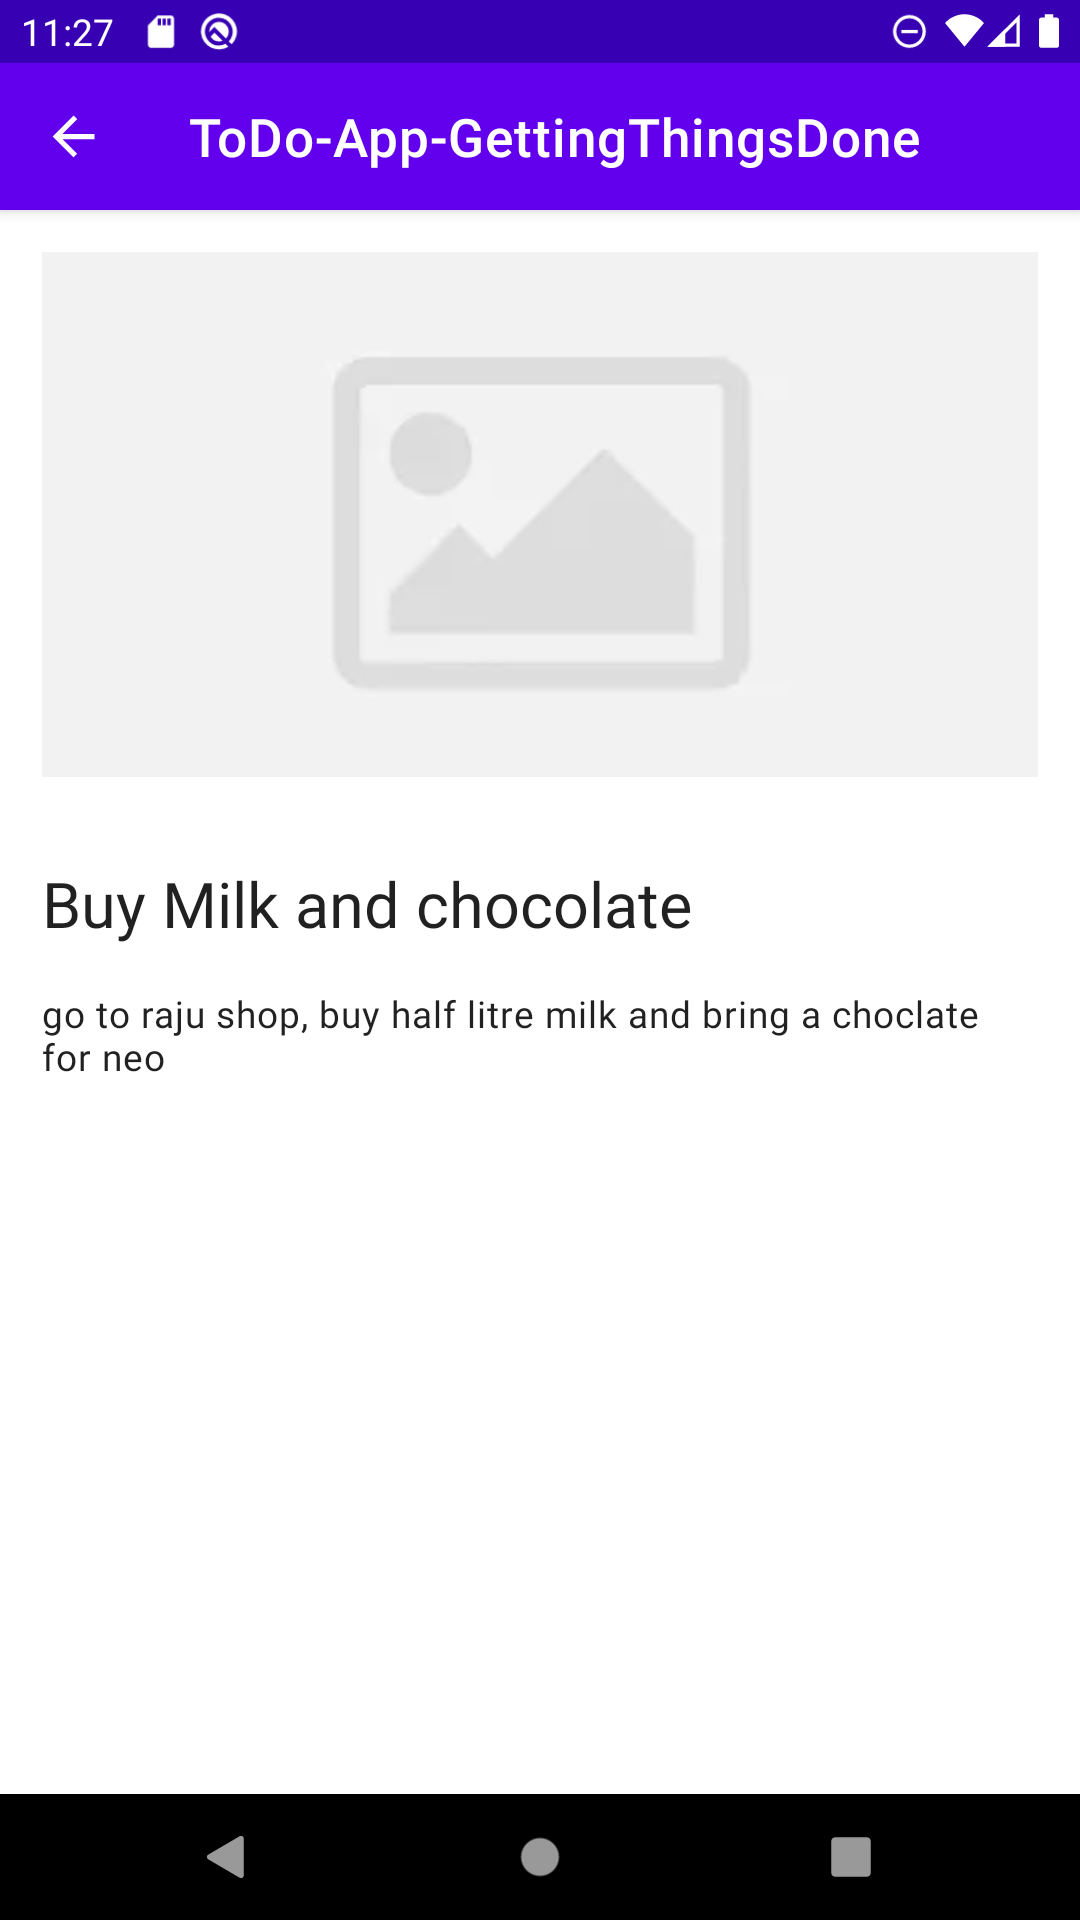 11:27
ToDo-App-GettingThingsDone
Buy Milk and chocolate
go to raju shop, buy half litre milk and bring a choclate
for neo